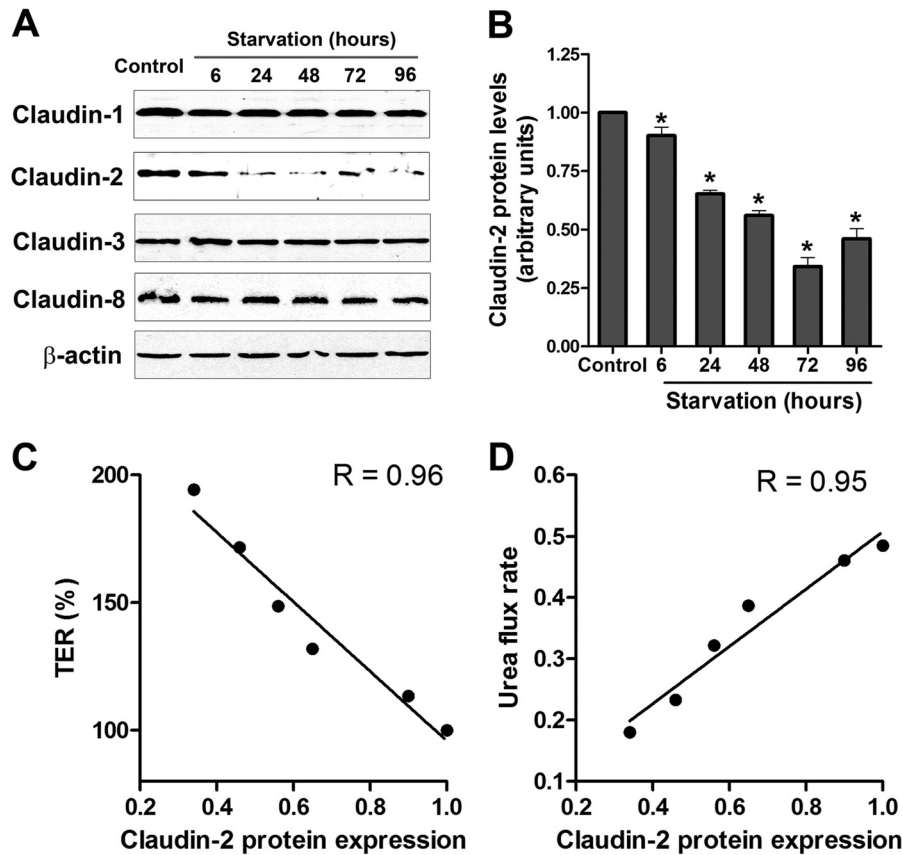 A
Starvation (hours)
Control 6 24 48 72 96
Claudin-1
Claudin-2
Claudin-3
Claudin-8
β-actin
B
Claudin-2 protein levels
(arbitrary units)
1.25
1.00
0.75
0.50
0.25
0.00
* * * * *
Control 6 24 48 72 96
Starvation (hours)
C
R = 0.96
TER (%)
200
150
100
0.2 0.4 0.6 0.8 1.0
Claudin-2 protein expression
D
R = 0.95
Urea flux rate
0.6
0.5
0.4
0.3
0.2
0.1
0.2 0.4 0.6 0.8 1.0
Claudin-2 protein expression